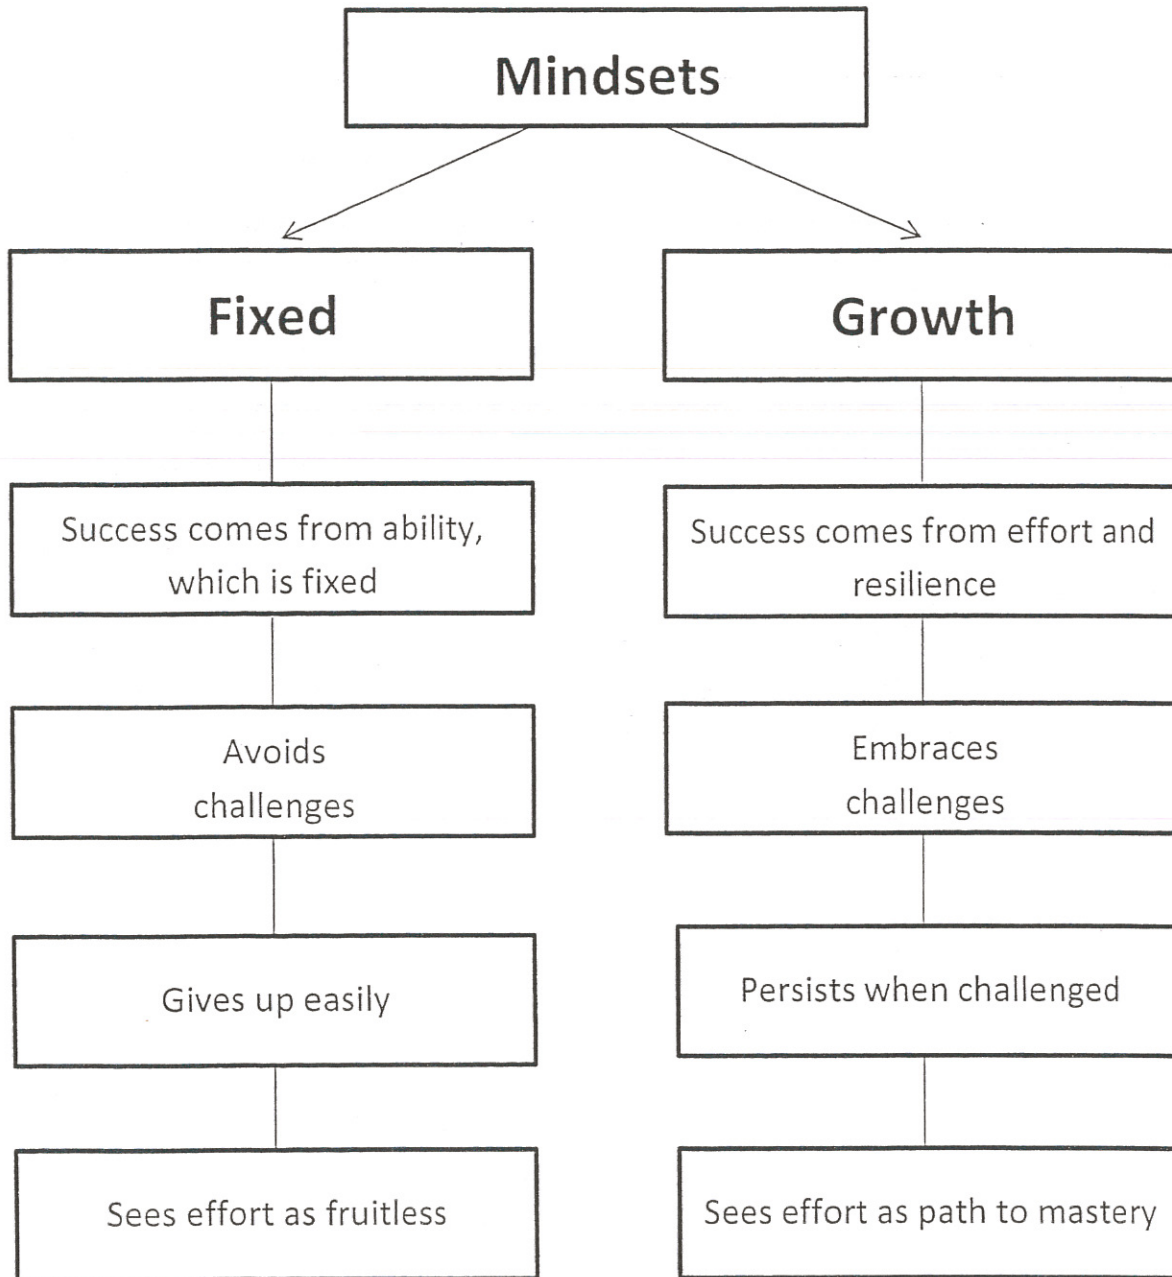 Mindsets
Fixed
Growth
Success comes from ability,
which is fixed
Success comes from effort and
resilience
Avoids
challenges
Embraces
challenges
Gives up easily
Persists when challenged
Sees effort as fruitless
Sees effort as path to mastery